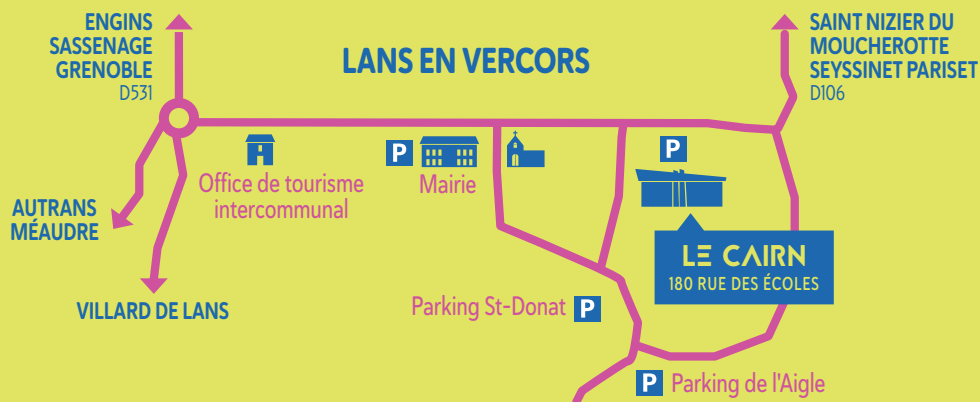 ENGINS
SASSENAGE
GRENOBLE
D531
LANS EN VERCORS
SAINT NIZIER DU
MOUCHEROTTE
SEYSSINET PARISET
D106
P
P
Office de tourisme
intercommunal
Mairie
AUTRANS
MÉAUDRE
LE CAIRN
180 RUE DES ÉCOLES
VILLARD DE LANS
Parking St-Donat P
P Parking de l'Aigle